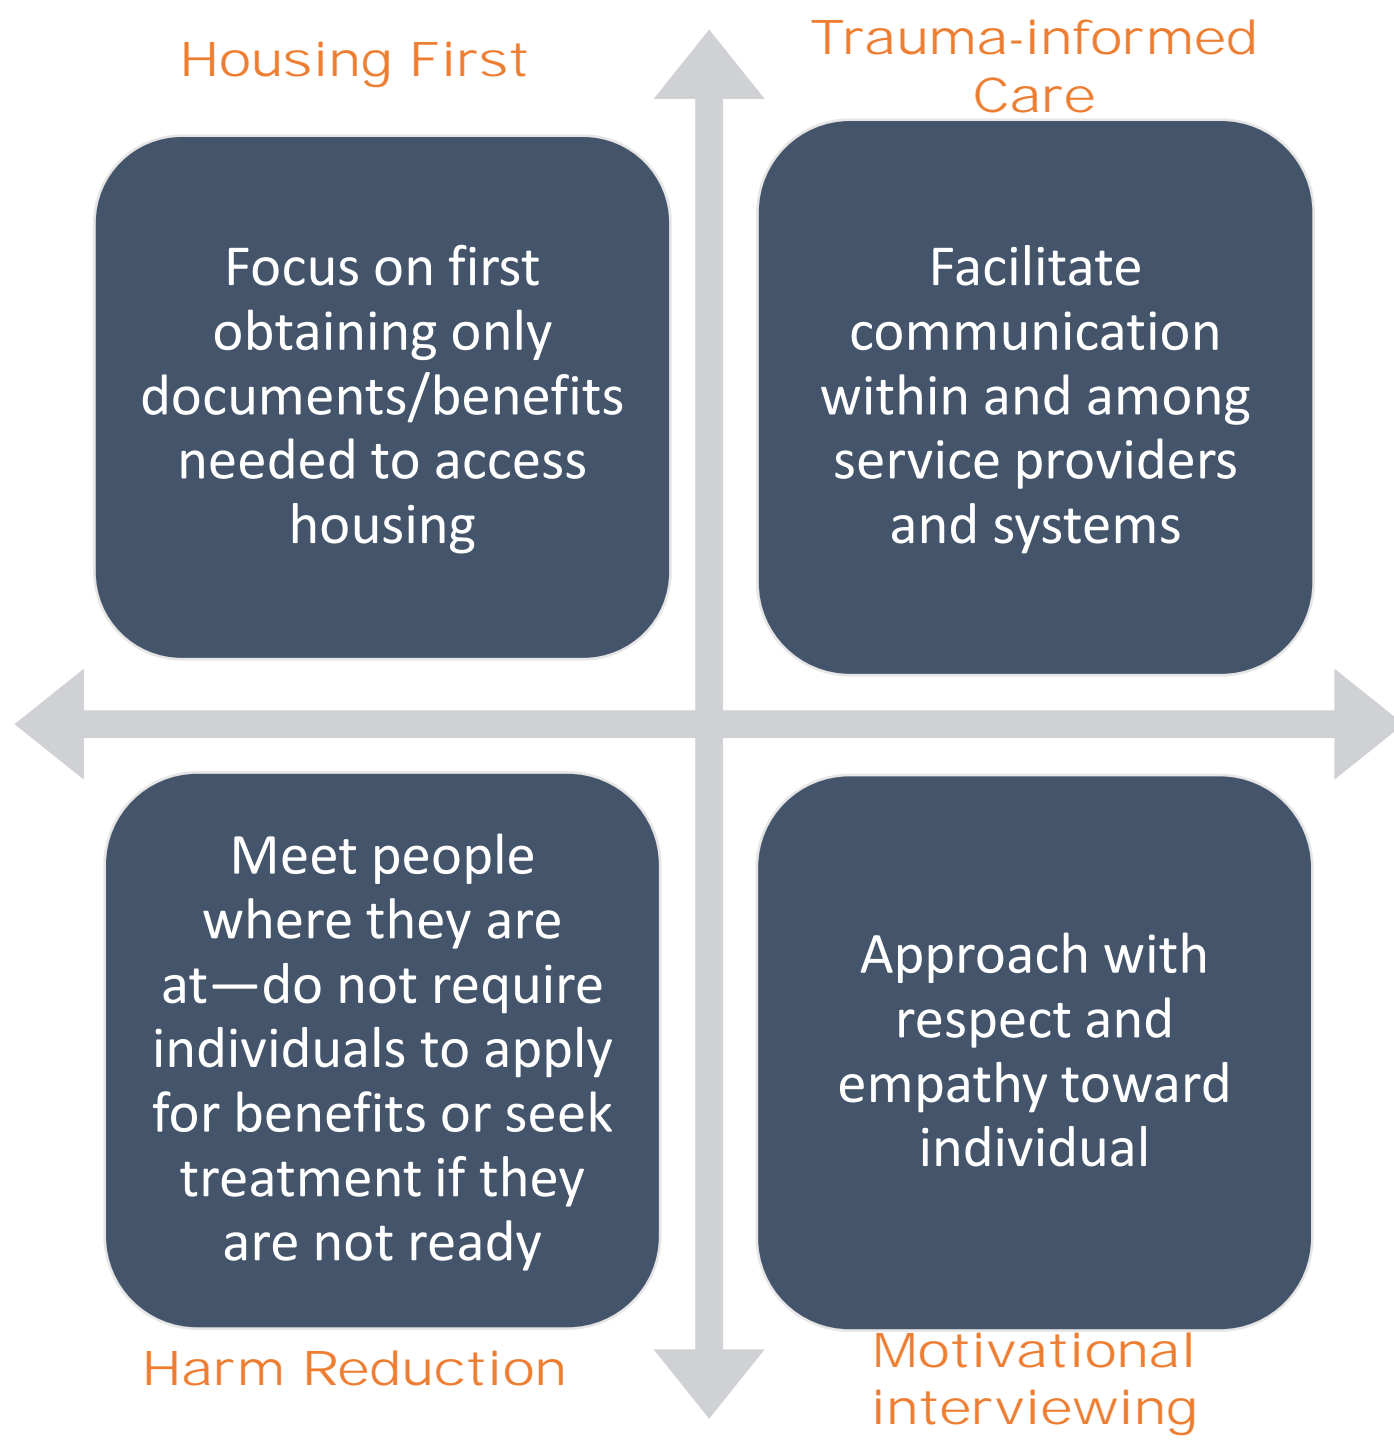 Housing First
Trauma-informed
Care
Focus on first
obtaining only
documents/benefits
needed to access
housing
Facilitate
communication
within and among
service providers
and systems
Meet people
where they are
at—do not require
individuals to apply
for benefits or seek
treatment if they
are not ready
Approach with
respect and
empathy toward
individual
Harm Reduction
Motivational
interviewing